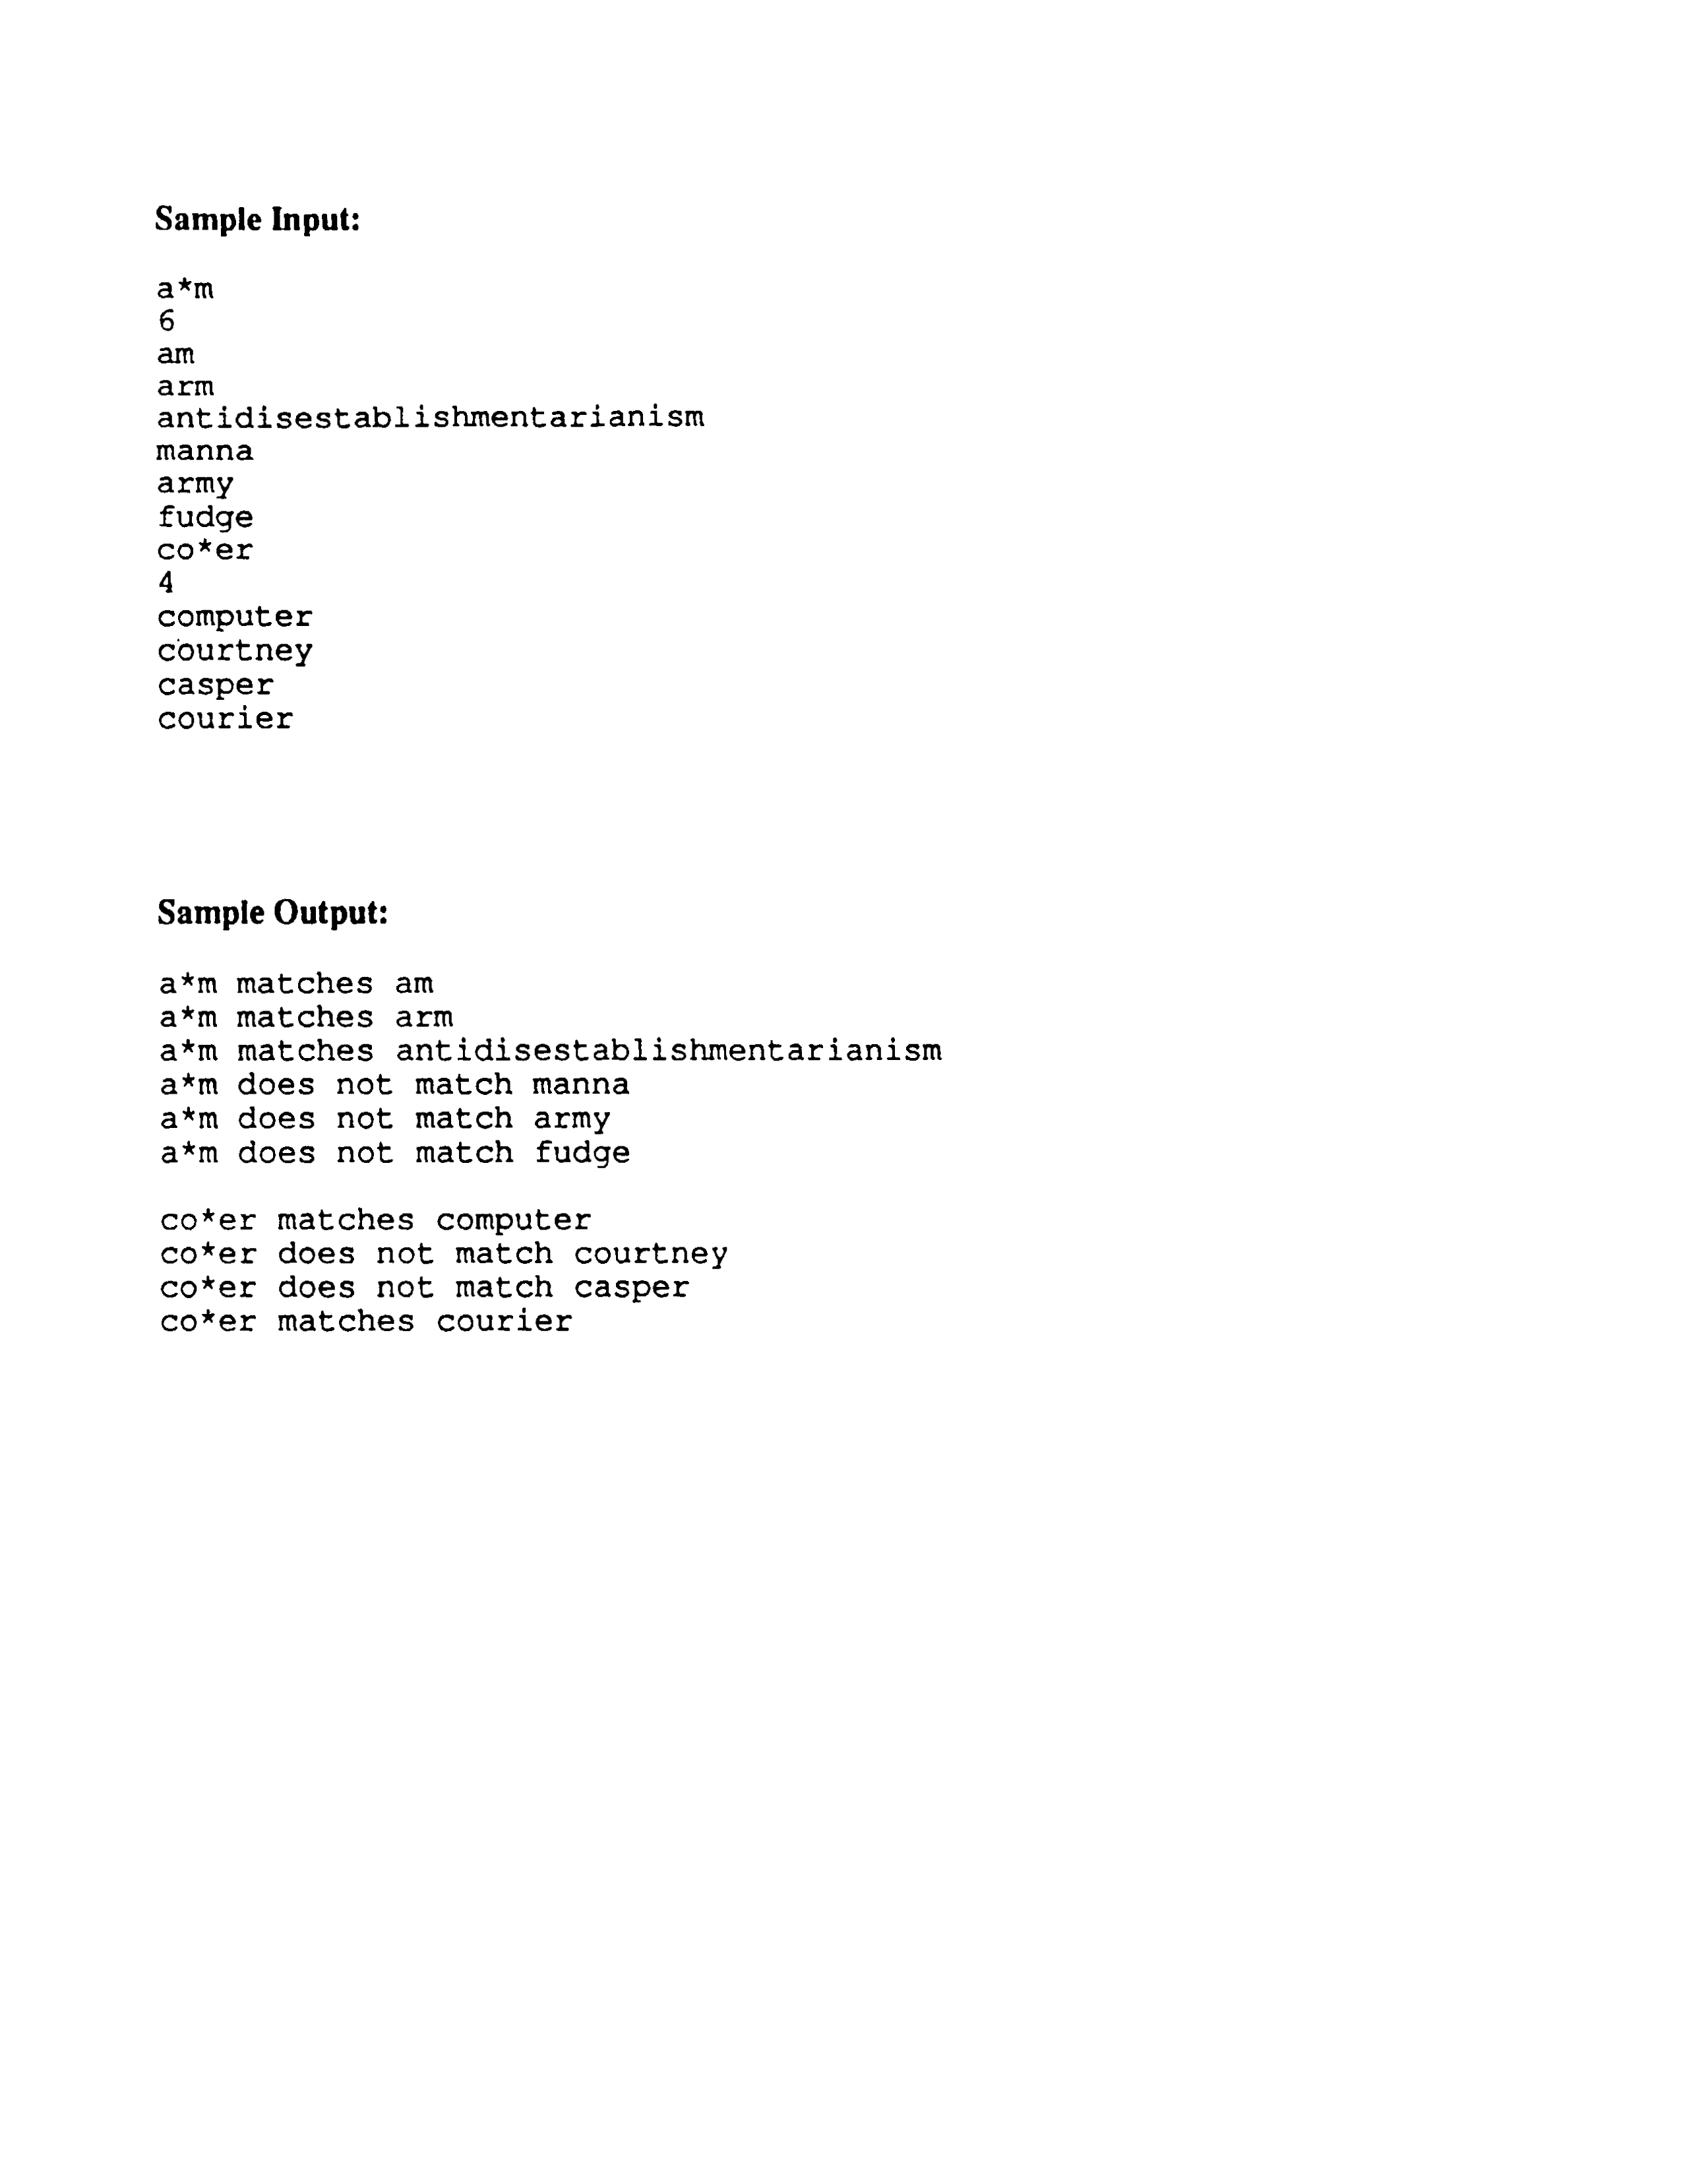 Sample Input:
a*m
6
am
arm
antidisestablishmentarianism
manna
army
fudge
co*er
4
computer
courtney
casper
courier
Sample Output:
a*m matches am
a*m matches arm
a*m matches antidisestablishmentarianism
a*m does not match manna
a*m does not match army
a*m does not match fudge
co*er matches computer
co*er does not match courtney
co*er does not match casper
co*er matches courier